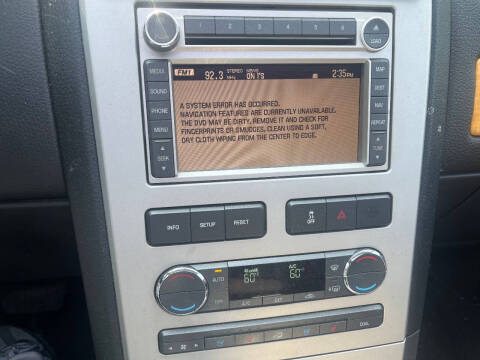 1 2 3 4 5 6
LOAD
MEDIA
SOUND
PHONE
MENU
SEEK
FM1 92.3 MHz STEREO 2:35PM
MAP
DEST
NAV
REPEAT
TUNE
A SYSTEM ERROR HAS OCCURRED.
NAVIGATION FEATURES ARE CURRENTLY UNAVAILABLE.
THE DVD MAY BE DIRTY. REMOVE IT AND CHECK FOR
FINGERPRINTS OR SMUDGES. CLEAN USING A SOFT,
DRY CLOTH WIPING FROM THE CENTER TO EDGE.
INFO SETUP RESET
OFF
AUTO
OFF
60°F A/C 60°F
A/C
DUAL